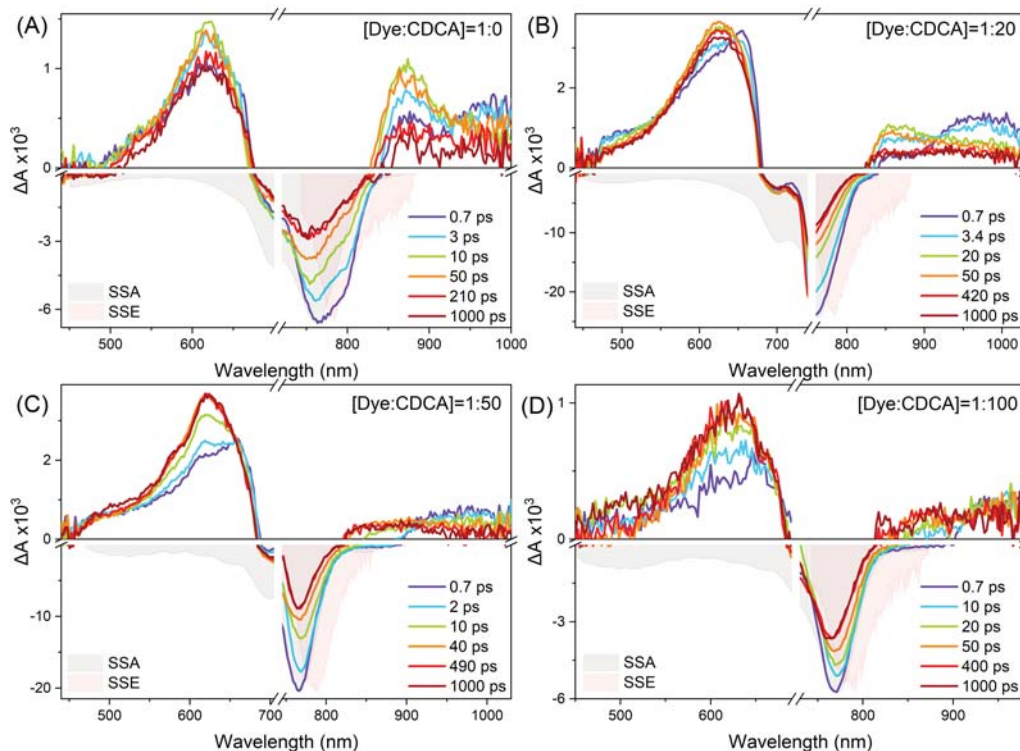 (A)
[Dye:CDCA]=1:0
ΔA x10³
1
0
-3
-6
0.7 ps
3 ps
10 ps
50 ps
210 ps
1000 ps
SSA
SSE
500
600
700
800
900
1000
Wavelength (nm)
(B)
[Dye:CDCA]=1:20
ΔA x10³
2
0
-10
-20
0.7 ps
3.4 ps
20 ps
50 ps
420 ps
1000 ps
SSA
SSE
500
600
700
800
900
1000
Wavelength (nm)
(C)
[Dye:CDCA]=1:50
ΔA x10³
2
0
-10
-20
0.7 ps
2 ps
10 ps
40 ps
490 ps
1000 ps
SSA
SSE
500
600
700
800
900
1000
Wavelength (nm)
(D)
[Dye:CDCA]=1:100
ΔA x10³
1
0
-3
-6
0.7 ps
10 ps
20 ps
50 ps
400 ps
1000 ps
SSA
SSE
500
600
800
900
Wavelength (nm)